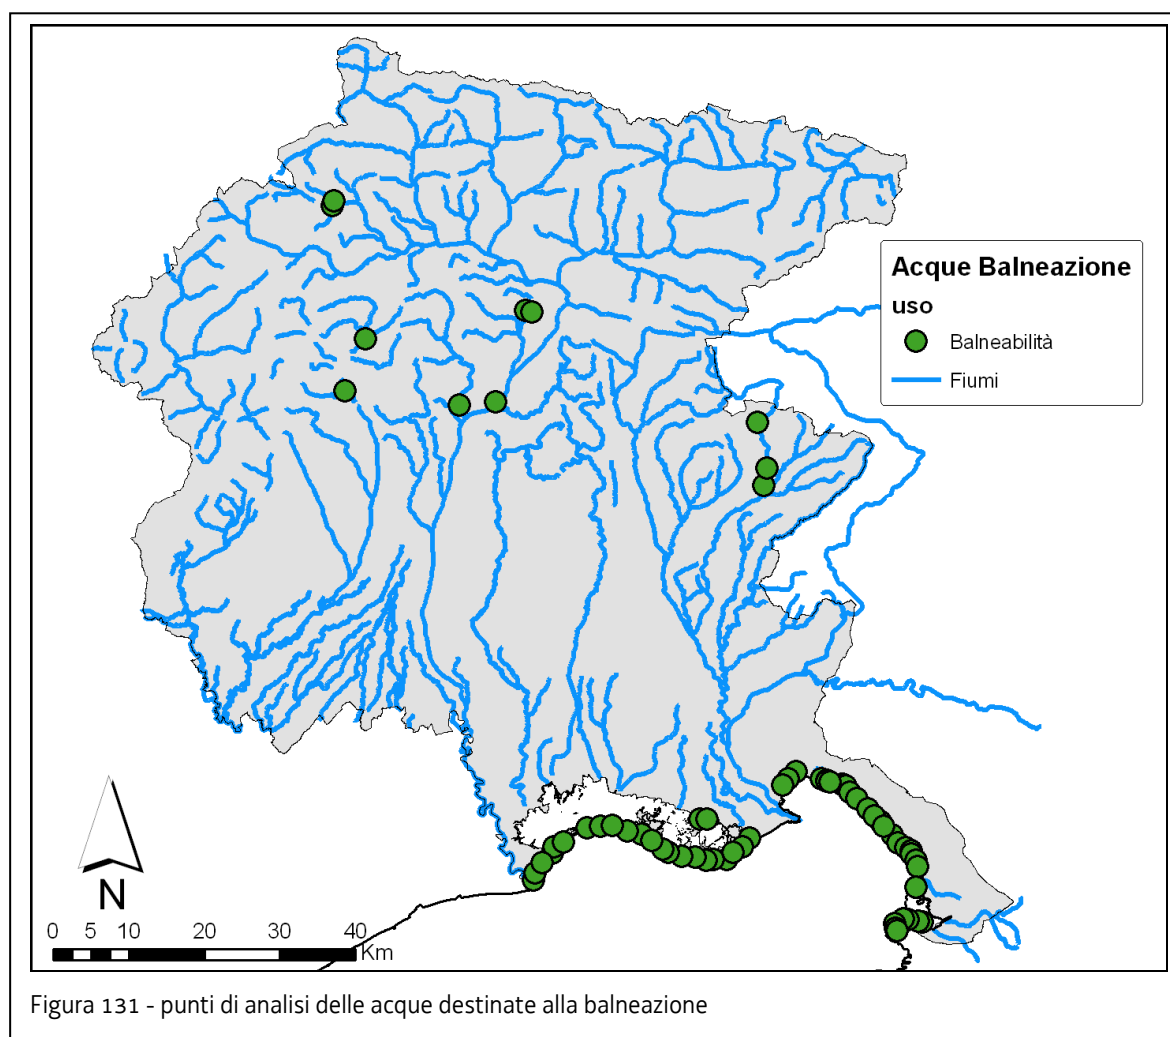 Acque Balneazione
uso
Balneabilità
Fiumi
N
0 5 10 20 30 40
Km
Figura 131 - punti di analisi delle acque destinate alla balneazione